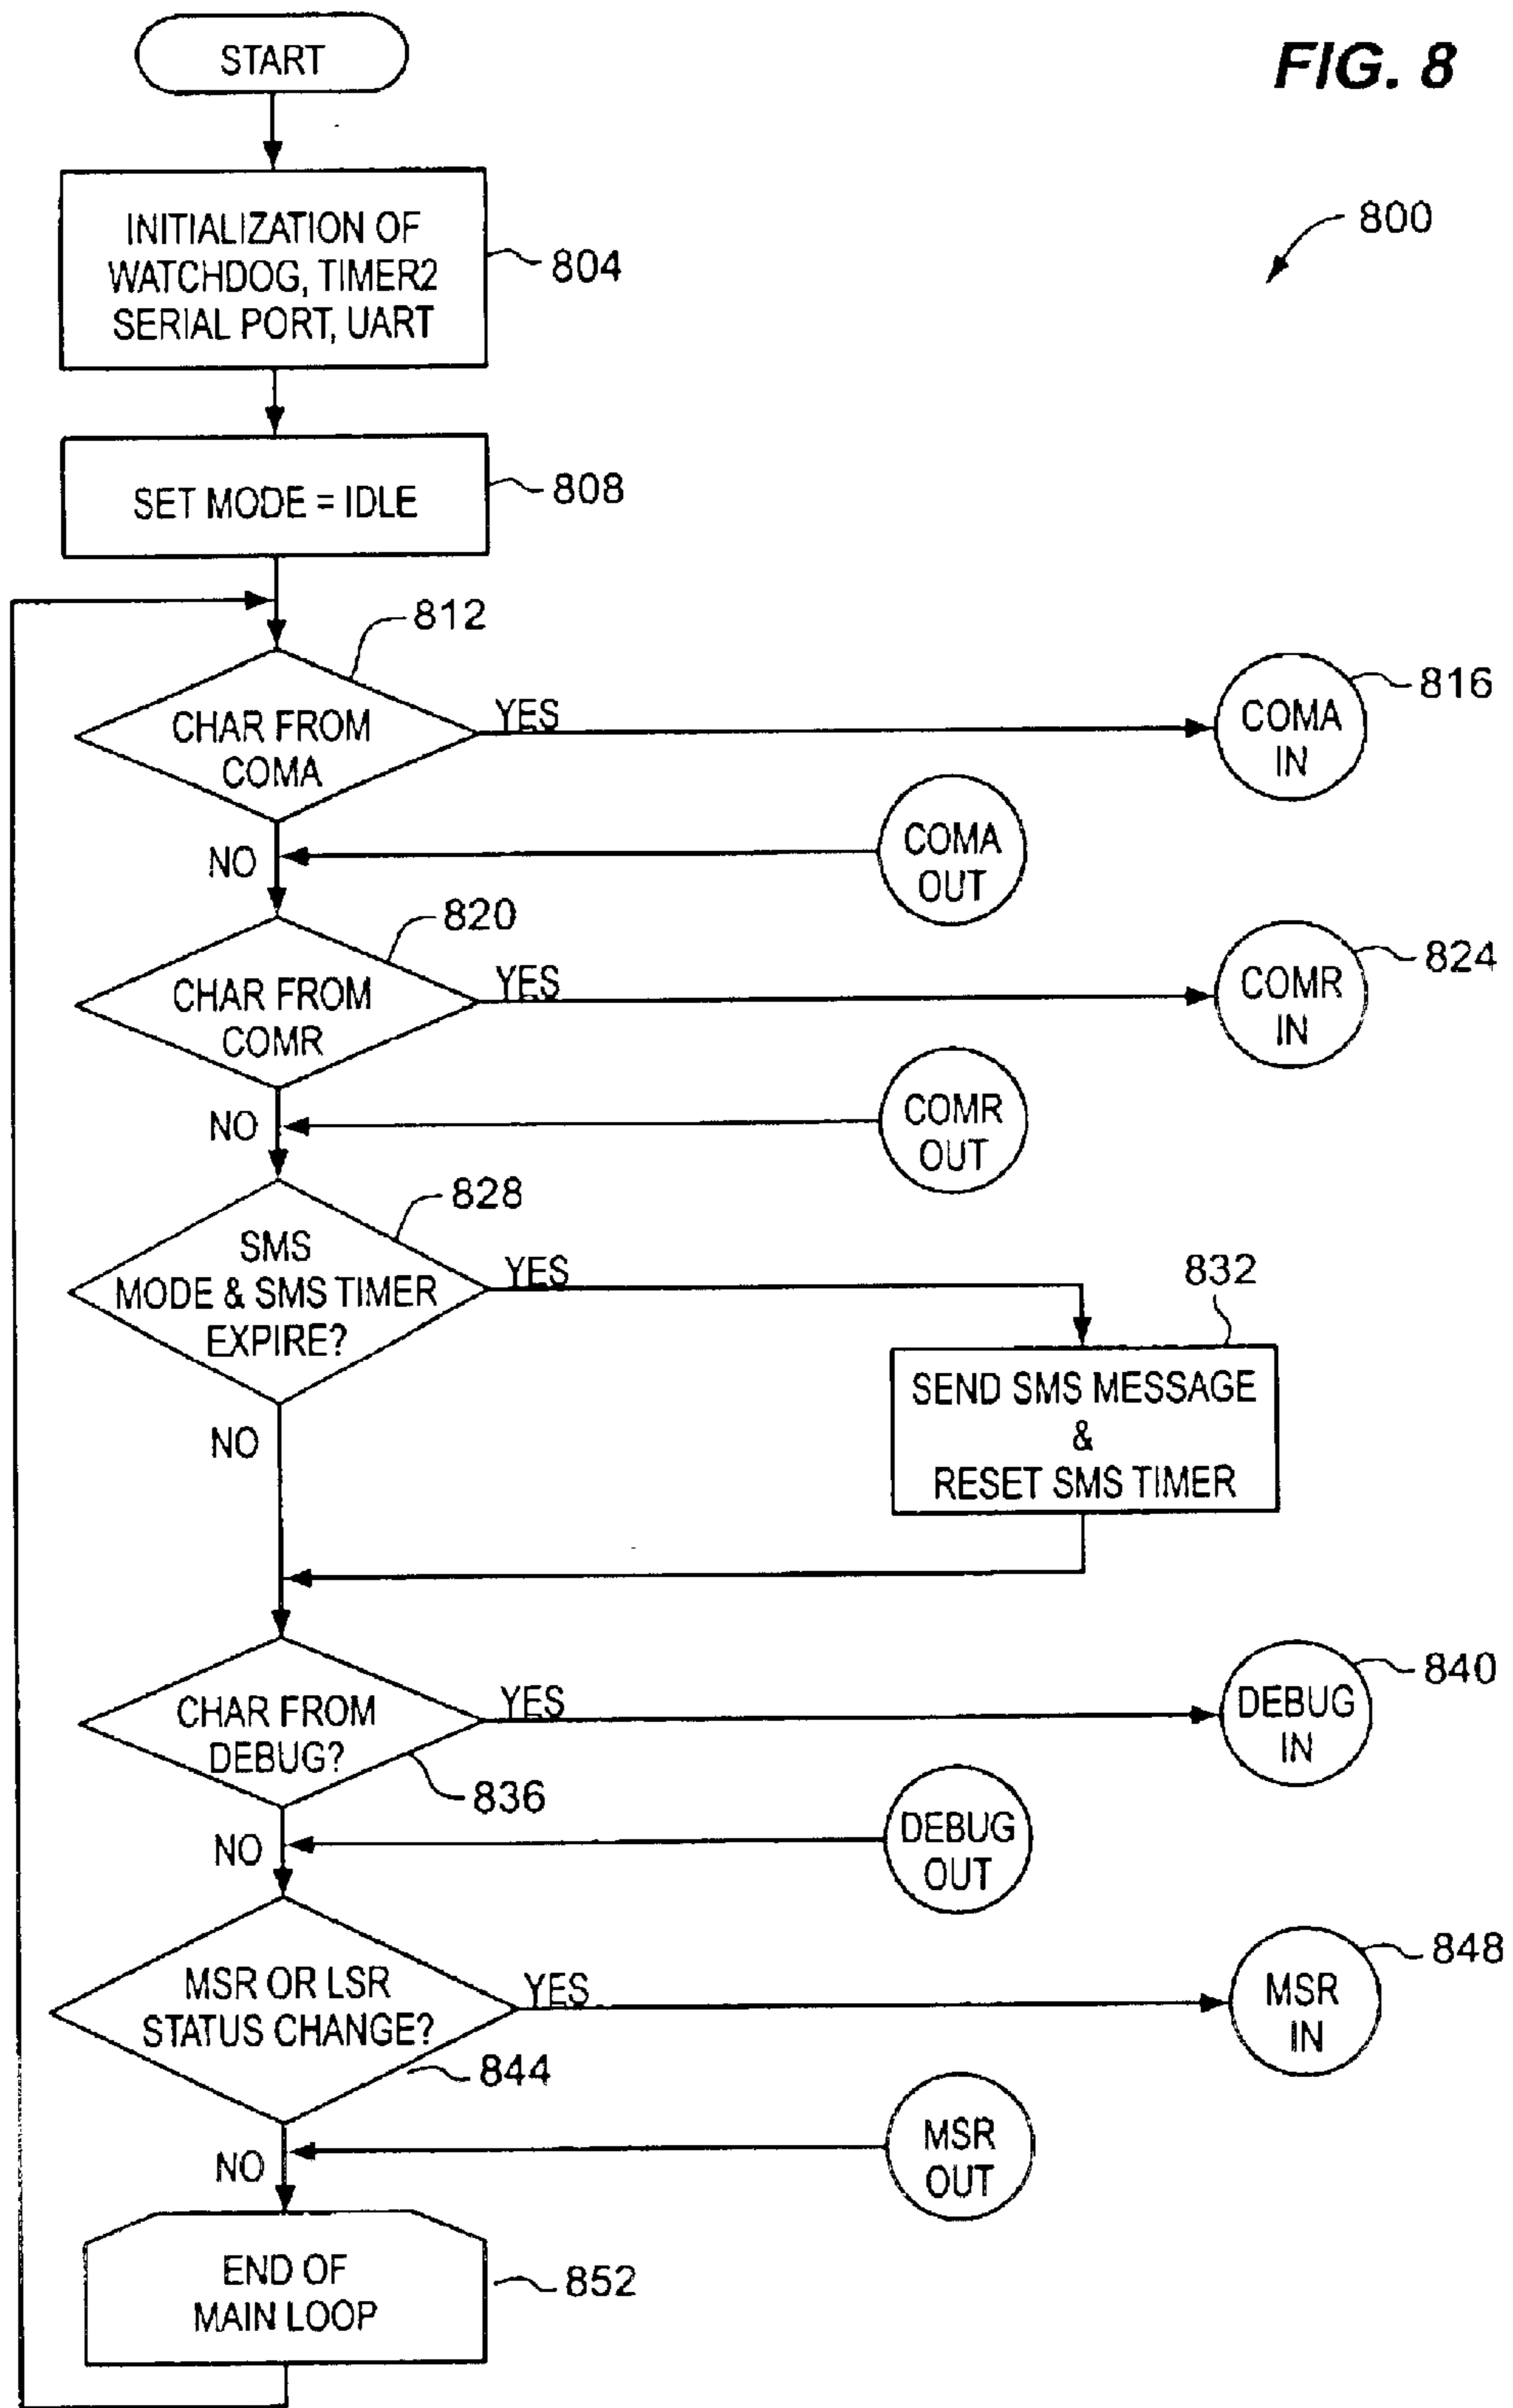 FIG. 8
START
800
INITIALIZATION OF
WATCHDOG, TIMER2
SERIAL PORT, UART
804
SET MODE = IDLE
808
812
CHAR FROM
COMA
YES
COMA
IN
816
NO
COMA
OUT
820
CHAR FROM
COMR
YES
COMR
IN
824
NO
COMR
OUT
828
SMS
MODE & SMS TIMER
EXPIRE?
YES
832
SEND SMS MESSAGE
&
RESET SMS TIMER
NO
CHAR FROM
DEBUG?
YES
836
DEBUG
IN
840
NO
DEBUG
OUT
MSR OR LSR
STATUS CHANGE?
YES
844
MSR
IN
848
NO
MSR
OUT
END OF
MAIN LOOP
852